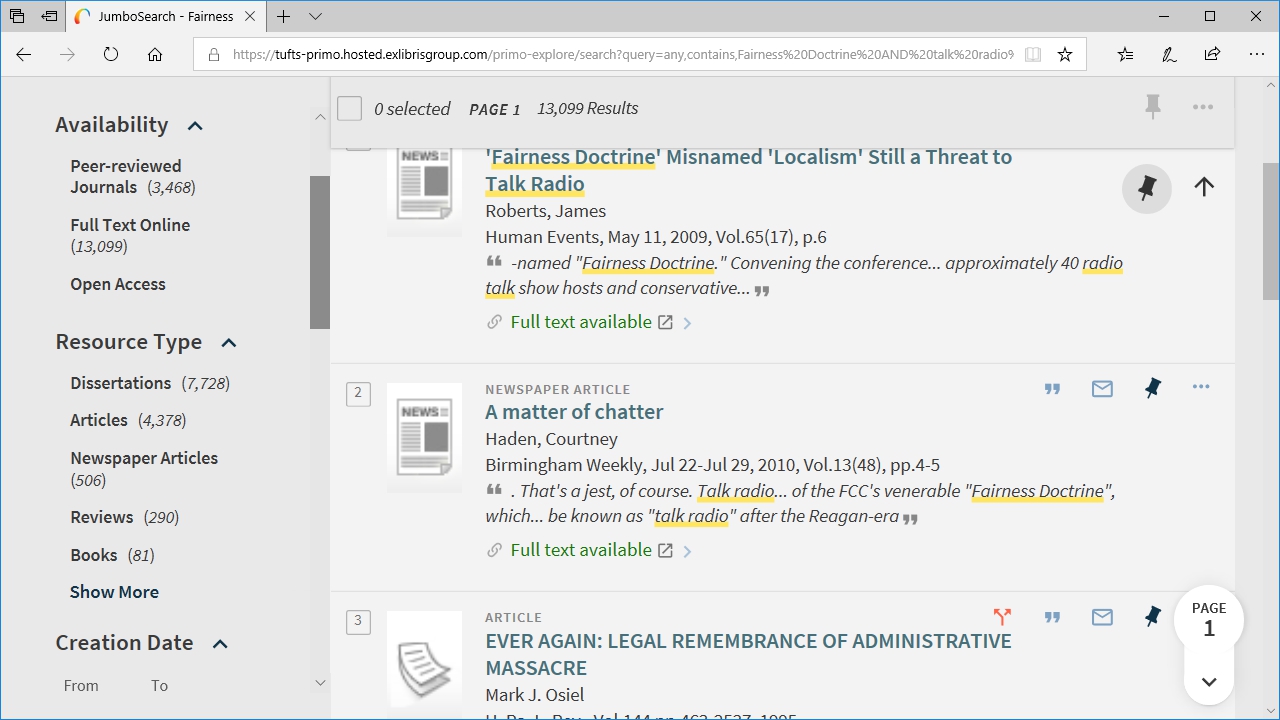 JumboSearch - Fairness
https://tufts-primo.hosted.exlibrisgroup.com/primo-explore/search?query=any,contains,Fairness%20Doctrine%20AND%20talk%20radio%
Availability
Peer-reviewed
Journals (3,468)
Full Text Online
(13,099)
Open Access
Resource Type
Dissertations (7,728)
Articles (4,378)
Newspaper Articles
(506)
Reviews (290)
Books (81)
Show More
Creation Date
From To
0 selected PAGE 1 13,099 Results
NEWS
'Fairness Doctrine' Misnamed 'Localism' Still a Threat to
Talk Radio
Roberts, James
Human Events, May 11, 2009, Vol.65(17), p.6
❝ -named "Fairness Doctrine." Convening the conference... approximately 40 radio
talk show hosts and conservative... ❞
Full text available
2
NEWS
NEWSPAPER ARTICLE
A matter of chatter
Haden, Courtney
Birmingham Weekly, Jul 22-Jul 29, 2010, Vol.13(48), pp.4-5
❝ . That's a jest, of course. Talk radio... of the FCC's venerable "Fairness Doctrine",
which... be known as "talk radio" after the Reagan-era ❞
Full text available
3
ARTICLE
EVER AGAIN: LEGAL REMEMBRANCE OF ADMINISTRATIVE
MASSACRE
Mark J. Osiel
PAGE
1